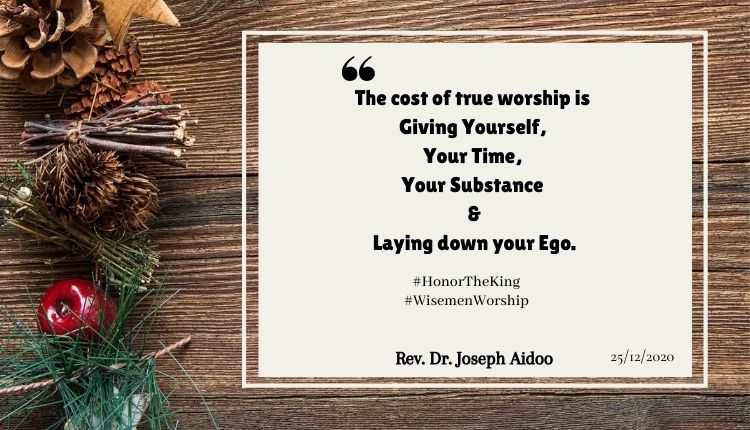 “
The cost of true worship is
Giving Yourself,
Your Time,
Your Substance
&
Laying down your Ego.
#HonorTheKing
#WisemenWorship
Rev. Dr. Joseph Aidoo
25/12/2020